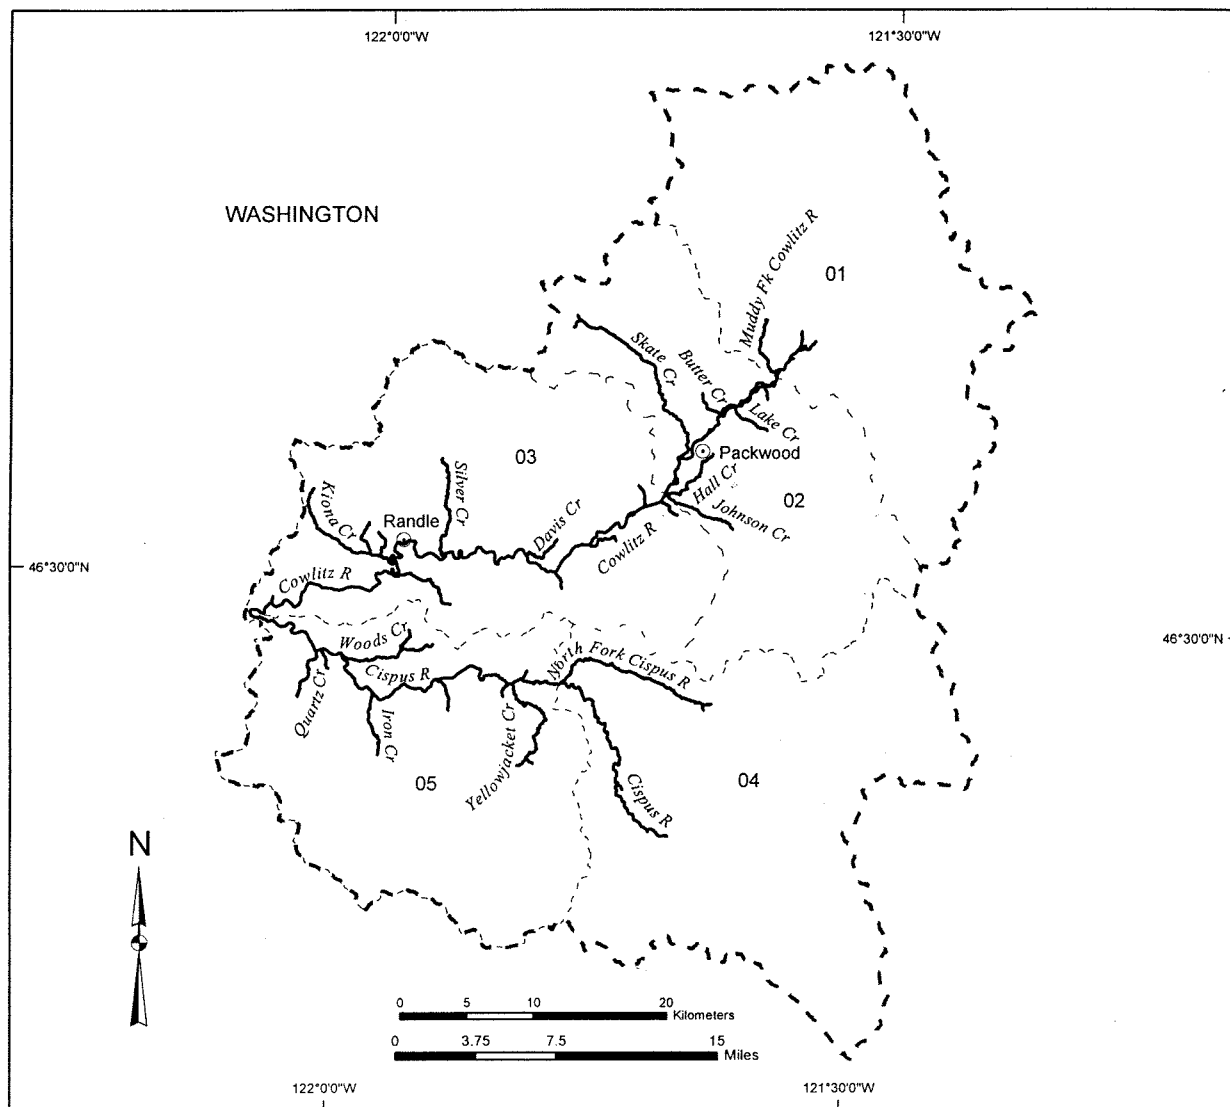 122°0'0"W
121°30'0"W
WASHINGTON
Muddy Fk Cowlitz R
01
Skate Cr
Butter Cr
Lake Cr
Packwood
03
Silver Cr
Hall Cr
02
Kiona Cr
Randle
Davis Cr
Johnson Cr
Cowlitz R
46°30'0"N
Cowlitz R
46°30'0"N
Woods Cr
North Fork Cispus R
Cispus R
Quartz Cr
Iron Cr
Yellowjacket Cr
05
04
Cispus R
N
0 5 10 20
Kilometers
0 3.75 7.5 15
Miles
122°0'0"W
121°30'0"W